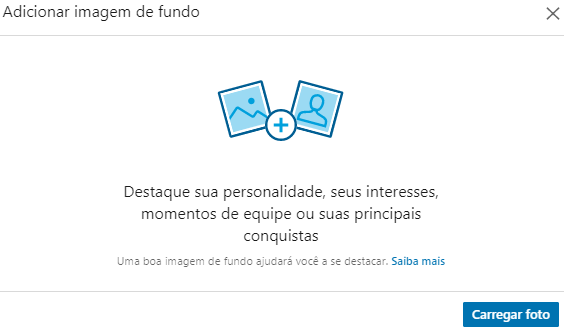 Adicionar imagem de fundo
Destaque sua personalidade, seus interesses,
momentos de equipe ou suas principais
conquistas
Uma boa imagem de fundo ajudará você a se destacar. Saiba mais
Carregar foto